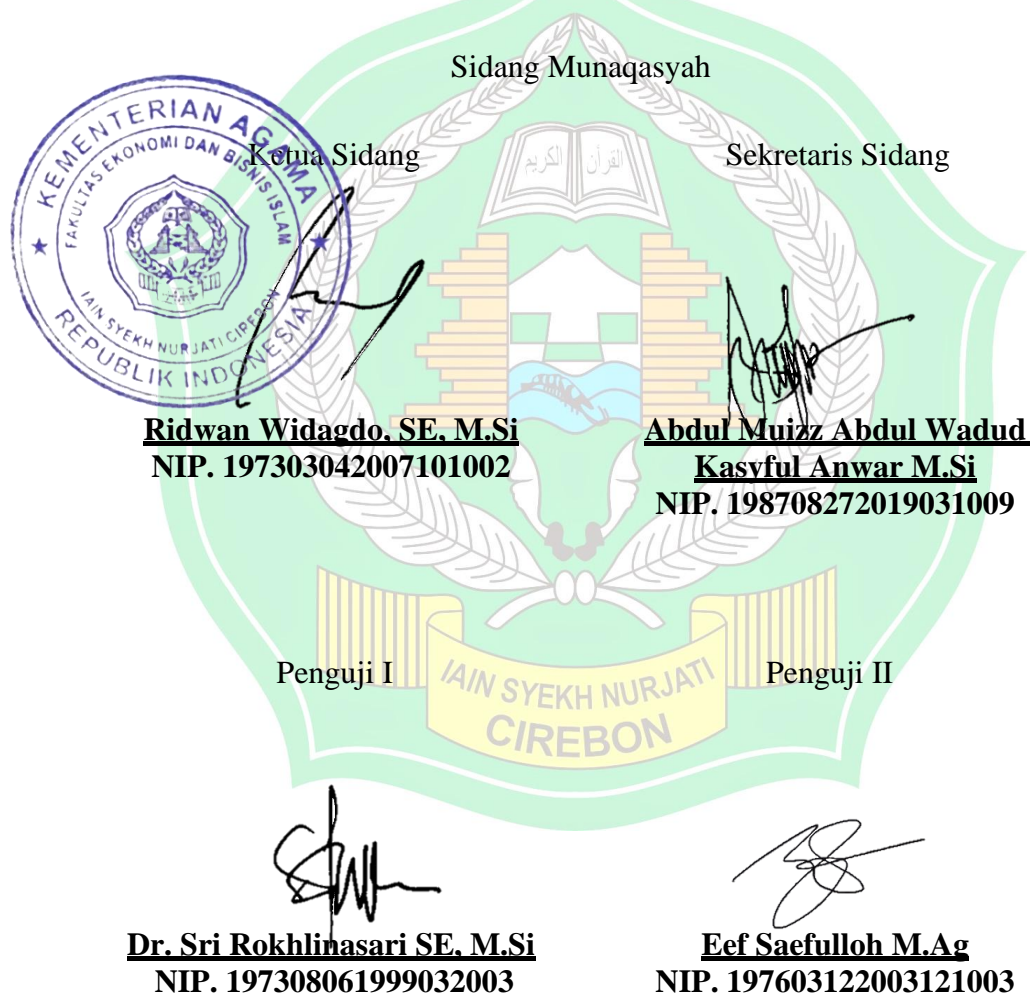 Sidang Munaqasyah
Ketua Sidang
Sekretaris Sidang
KEMENTERIAN AGAMA
FAKULTAS EKONOMI DAN BISNIS ISLAM
IAIN SYEKH NURJATI CIREBON
REPUBLIK INDONESIA
القرآن الكريم
Ridwan Widagdo, SE, M.Si
NIP. 197303042007101002
Abdul Muizz Abdul Wadud
Kasyful Anwar M.Si
NIP. 198708272019031009
Penguji I
Penguji II
IAIN SYEKH NURJATI
CIREBON
Dr. Sri Rokhlinasari SE, M.Si
NIP. 197308061999032003
Eef Saefulloh M.Ag
NIP. 197603122003121003